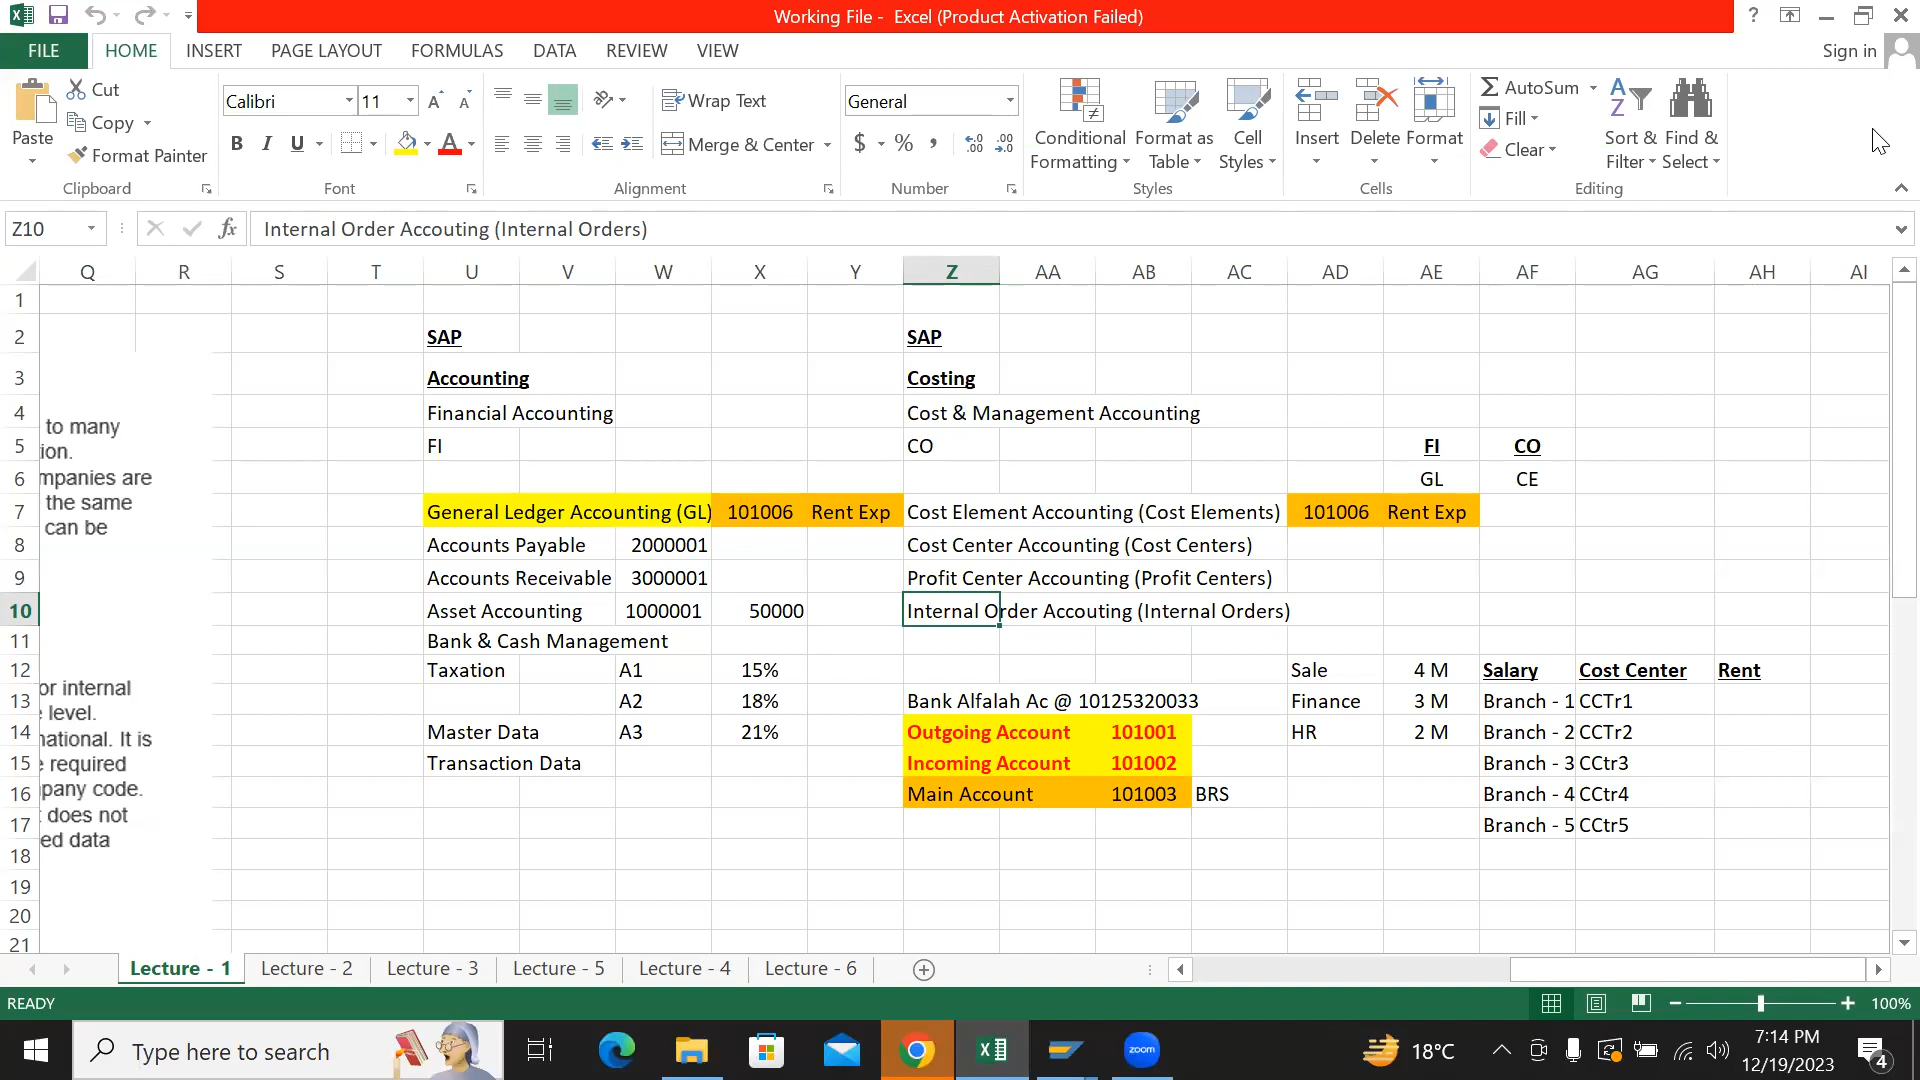 Working File - Excel (Product Activation Failed)
FILE HOME INSERT PAGE LAYOUT FORMULAS DATA REVIEW VIEW Sign in
Paste Cut Copy Format Painter Clipboard
Calibri 11 B I U A Font
Wrap Text Merge & Center Alignment
General $ % , Number
Conditional Formatting Format as Table Cell Styles Styles
Insert Delete Format Cells
AutoSum Fill Clear Sort & Filter Find & Select Editing
Z10 fx Internal Order Accouting (Internal Orders)
Q R S T U V W X Y Z AA AB AC AD AE AF AG AH AI
1
2 SAP SAP
3 Accounting Costing
4 to many Financial Accounting Cost & Management Accounting
5 ion. FI CO FI CO
6 mpanies are GL CE
7 the same General Ledger Accounting (GL) 101006 Rent Exp Cost Element Accounting (Cost Elements) 101006 Rent Exp
8 can be Accounts Payable 2000001 Cost Center Accounting (Cost Centers)
9 Accounts Receivable 3000001 Profit Center Accounting (Profit Centers)
10 Asset Accounting 1000001 50000 Internal Order Accouting (Internal Orders)
11 Bank & Cash Management
12 or internal Taxation A1 15% Sale 4 M Salary Cost Center Rent
13 level. A2 18% Bank Alfalah Ac @ 10125320033 Finance 3 M Branch - 1 CCTr1
14 national. It is Master Data A3 21% Outgoing Account 101001 HR 2 M Branch - 2 CCTr2
15 required Transaction Data Incoming Account 101002 Branch - 3 CCtr3
16 pany code. Main Account 101003 BRS Branch - 4 CCtr4
17 does not Branch - 5 CCtr5
18 ed data
19
20
21
Lecture - 1 Lecture - 2 Lecture - 3 Lecture - 5 Lecture - 4 Lecture - 6
READY 100%
Type here to search zoom 18°C 7:14 PM
12/19/2023 4